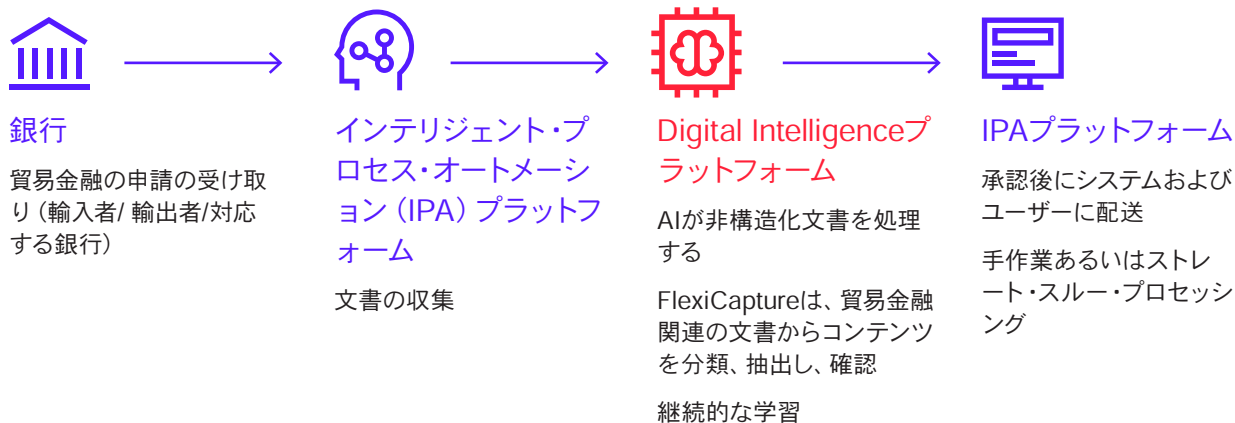 銀行
貿易金融の申請の受け取
り（輸入者/ 輸出者/対応
する銀行）
インテリジェント・プ
ロセス・オートメーシ
ョン（IPA）プラットフ
ォーム
文書の収集
Digital Intelligenceプ
ラットフォーム
AIが非構造化文書を処理
する
FlexiCaptureは、貿易金融
関連の文書からコンテンツ
を分類、抽出し、確認
継続的な学習
IPAプラットフォーム
承認後にシステムおよび
ユーザーに配送
手作業あるいはストレ
ート・スルー・プロセッシ
ング